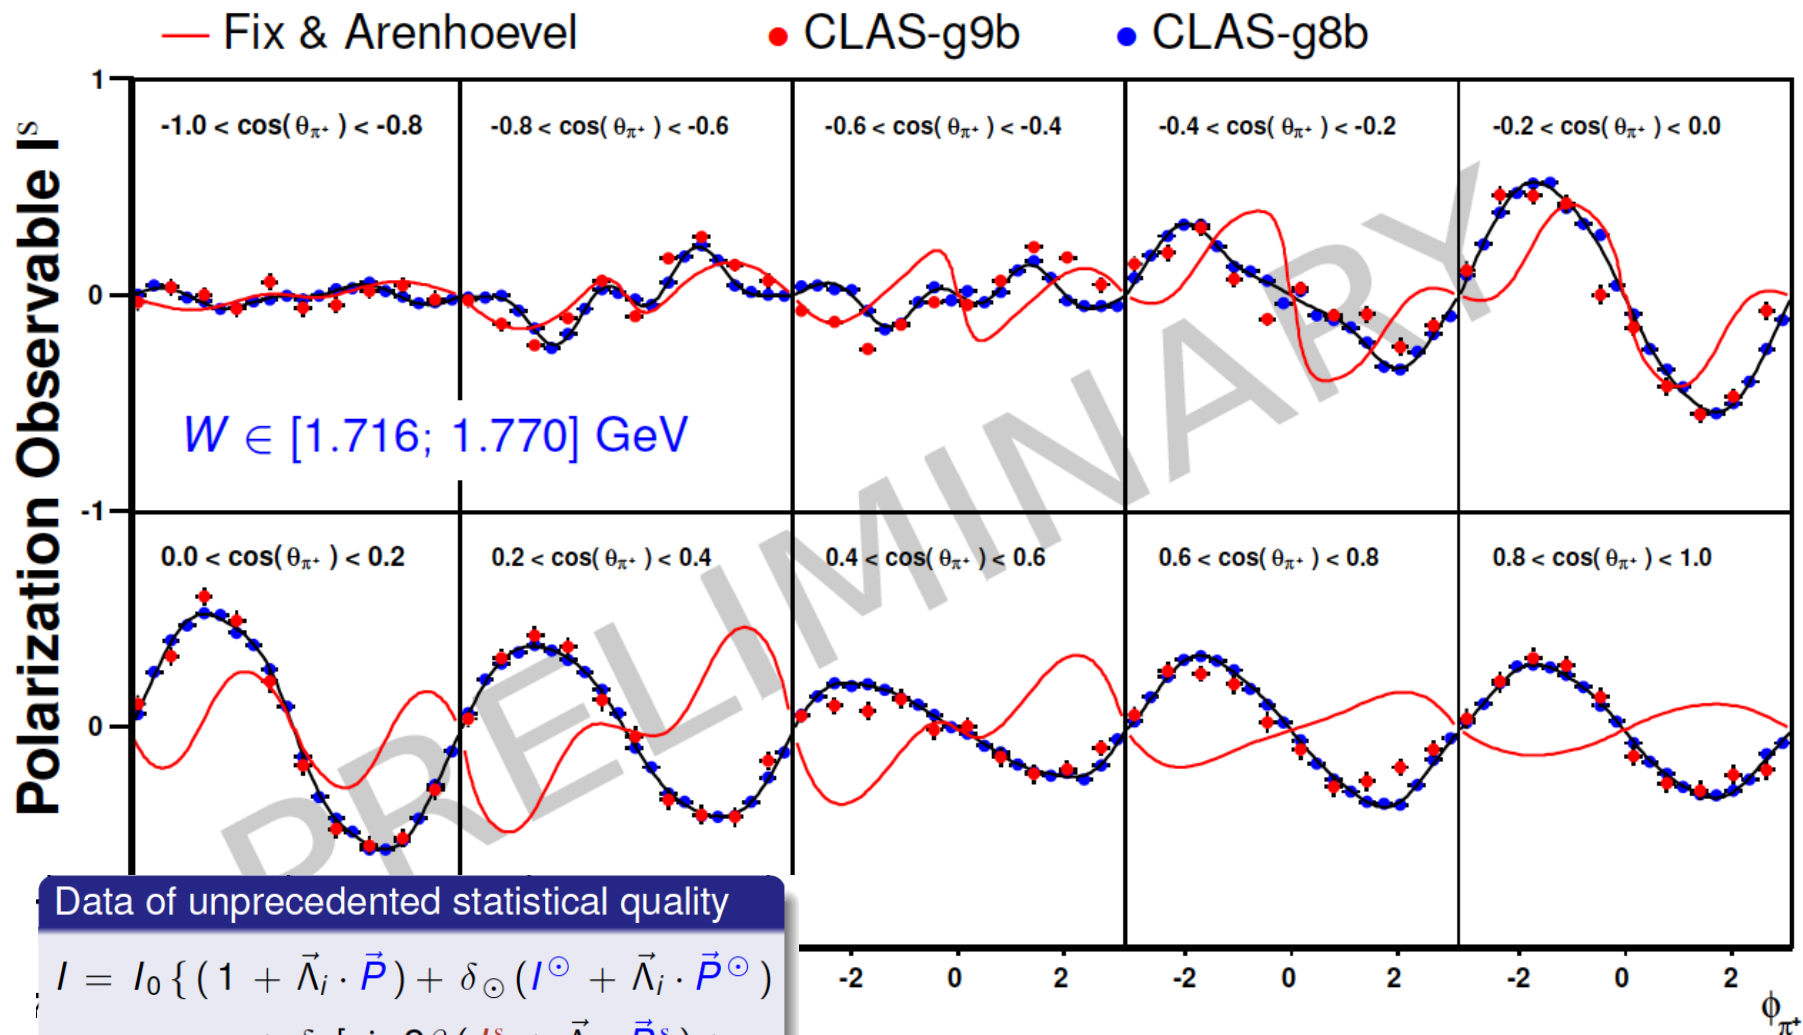 Fix & Arenhoevel CLAS-g9b CLAS-g8b
Polarization Observable I^s
1
0
-1
0
-1.0 < cos( θπ+ ) < -0.8
-0.8 < cos( θπ+ ) < -0.6
-0.6 < cos( θπ+ ) < -0.4
-0.4 < cos( θπ+ ) < -0.2
-0.2 < cos( θπ+ ) < 0.0
W ∈ [1.716; 1.770] GeV
0.0 < cos( θπ+ ) < 0.2
0.2 < cos( θπ+ ) < 0.4
0.4 < cos( θπ+ ) < 0.6
0.6 < cos( θπ+ ) < 0.8
0.8 < cos( θπ+ ) < 1.0
PRELIMINARY
Data of unprecedented statistical quality
I = I₀ { ( 1 + Λ⃗ᵢ · P⃗ ) + δ⊙ ( I^⊙ + Λ⃗ᵢ · P⃗^⊙ )
-2 0 2 -2 0 2 -2 0 2
ϕπ+